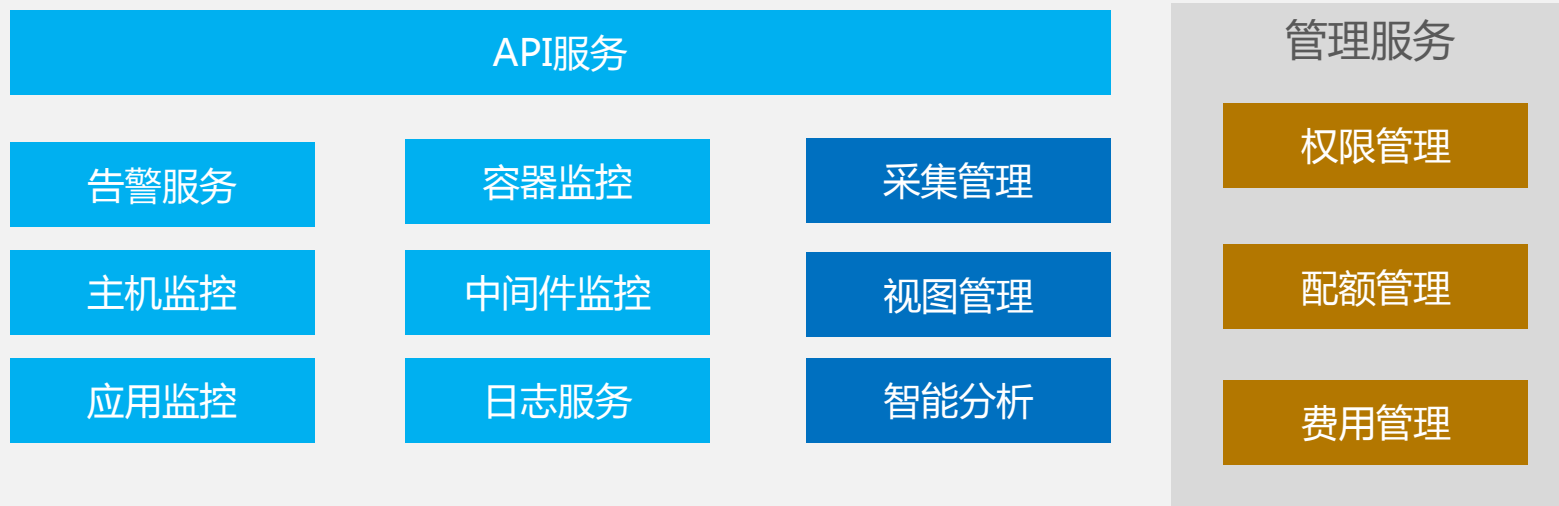 API服务
告警服务
容器监控
采集管理
主机监控
中间件监控
视图管理
应用监控
日志服务
智能分析
管理服务
权限管理
配额管理
费用管理